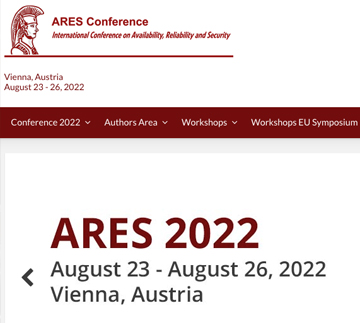 ARES Conference
International Conference on Availability, Reliability and Security
Vienna, Austria
August 23 - 26, 2022
Conference 2022 Authors Area Workshops Workshops EU Symposium
ARES 2022
August 23 - August 26, 2022
Vienna, Austria